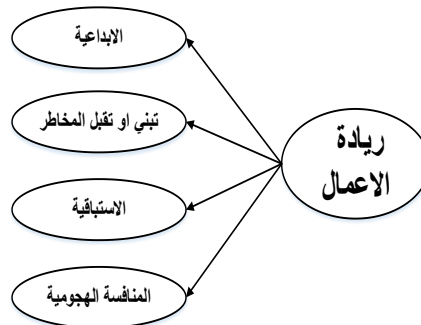 الابداعية
تبني او تقبل المخاطر
ريادة
الاعمال
الاستباقية
المنافسة الهجومية